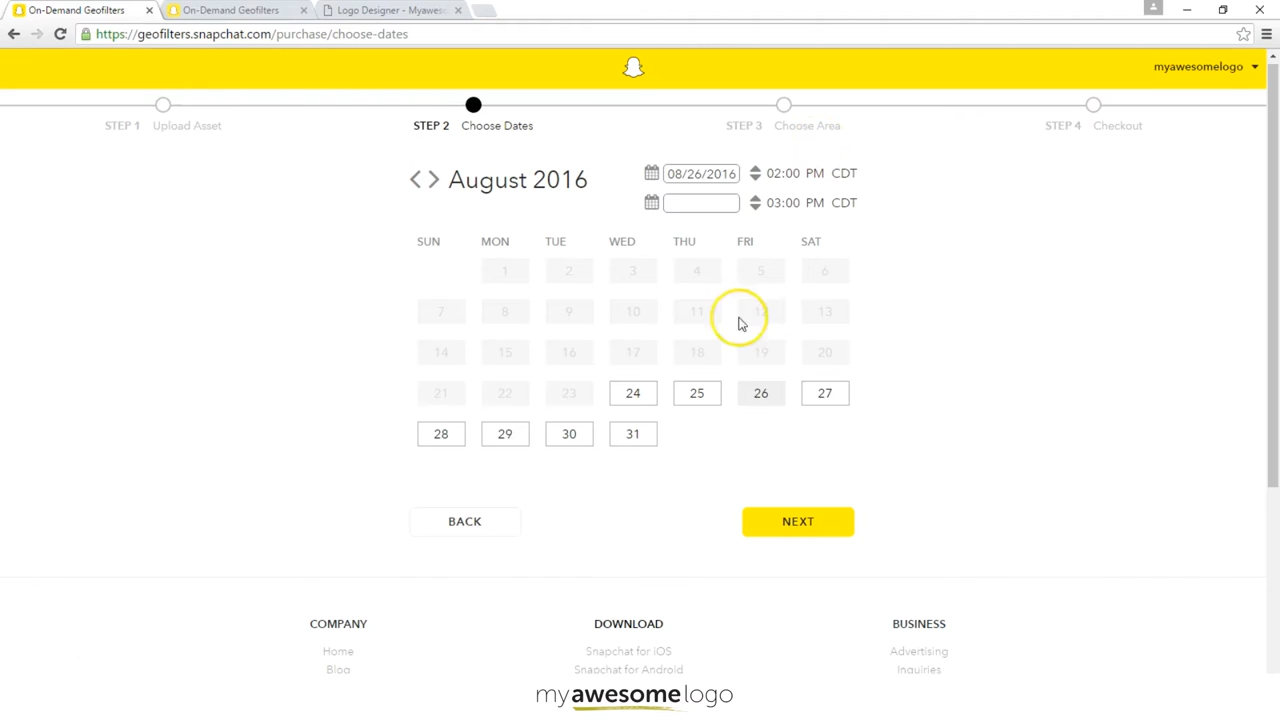 On-Demand Geofilters
On-Demand Geofilters
Logo Designer - Myaweso
https://geofilters.snapchat.com/purchase/choose-dates
myawesomelogo
STEP 1 Upload Asset
STEP 2 Choose Dates
STEP 3 Choose Area
STEP 4 Checkout
August 2016
08/26/2016 02:00 PM CDT
03:00 PM CDT
SUN MON TUE WED THU FRI SAT
1 2 3 4 5 6
7 8 9 10 11 12 13
14 15 16 17 18 19 20
21 22 23 24 25 26 27
28 29 30 31
BACK NEXT
COMPANY DOWNLOAD BUSINESS
Home Snapchat for iOS Advertising
Blog Snapchat for Android Inquiries
myawesomelogo